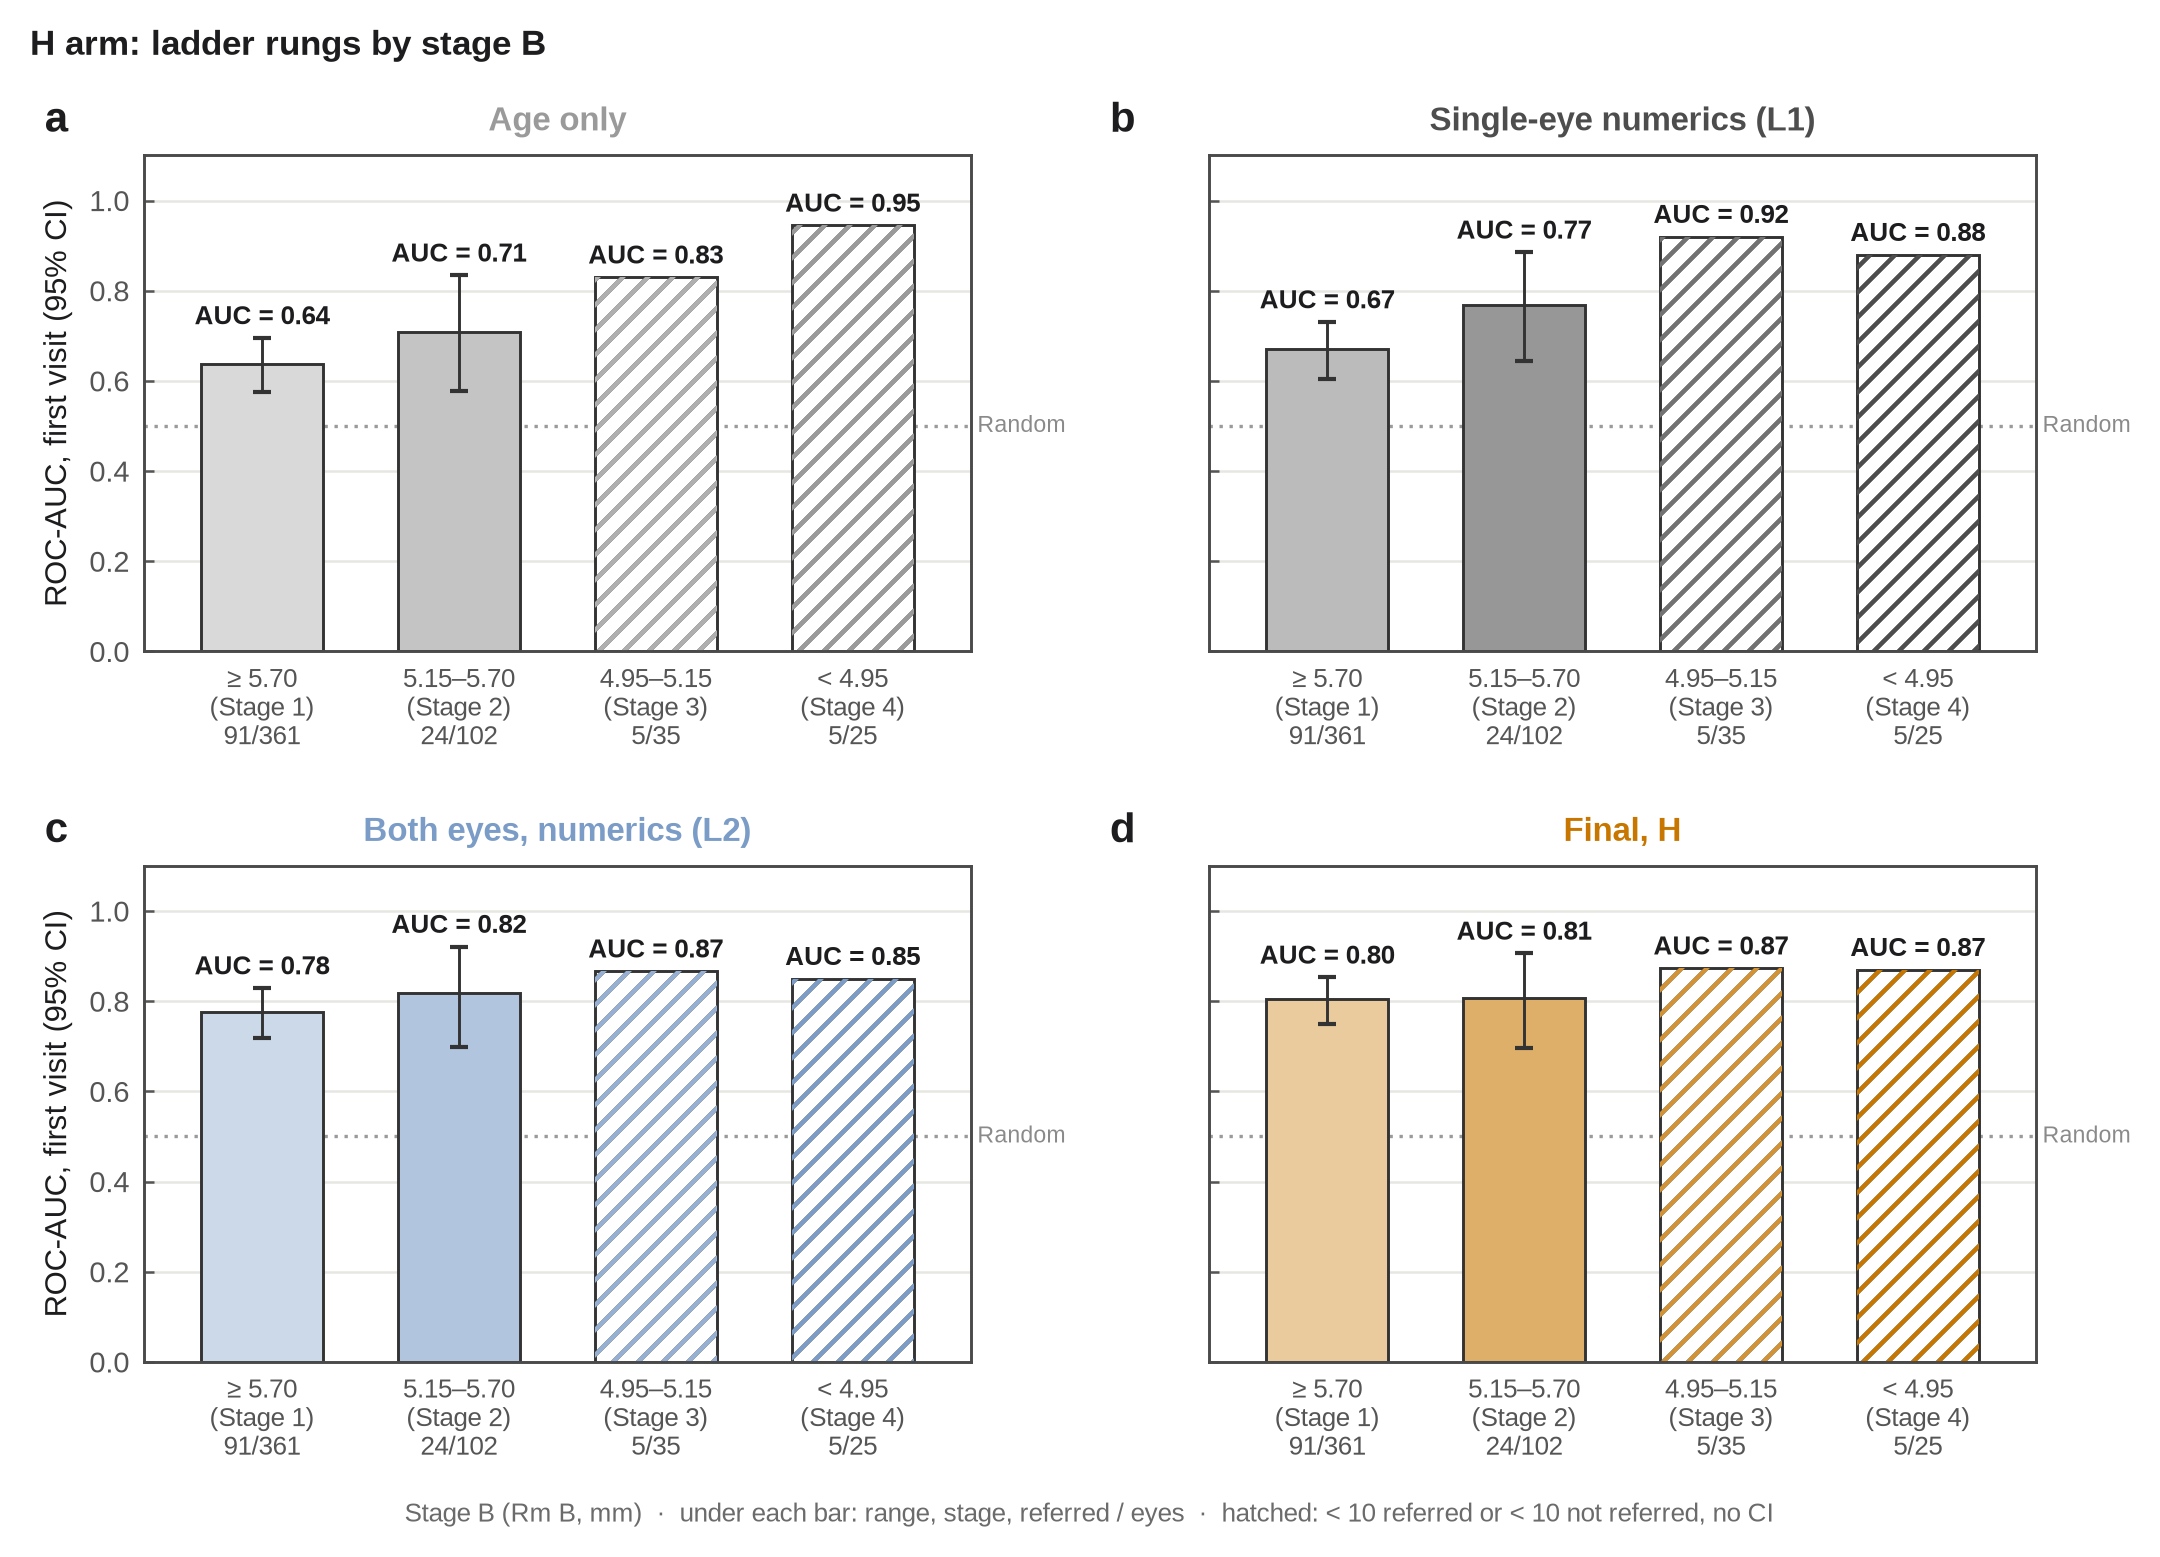 H arm: ladder rungs by stage B
a
Age only
ROC-AUC, first visit (95% CI)
1.0
0.8
0.6
0.4
0.2
0.0
AUC = 0.64
AUC = 0.71
AUC = 0.83
AUC = 0.95
Random
≥ 5.70
(Stage 1)
91/361
5.15–5.70
(Stage 2)
24/102
4.95–5.15
(Stage 3)
5/35
< 4.95
(Stage 4)
5/25
b
Single-eye numerics (L1)
AUC = 0.67
AUC = 0.77
AUC = 0.92
AUC = 0.88
Random
≥ 5.70
(Stage 1)
91/361
5.15–5.70
(Stage 2)
24/102
4.95–5.15
(Stage 3)
5/35
< 4.95
(Stage 4)
5/25
c
Both eyes, numerics (L2)
ROC-AUC, first visit (95% CI)
1.0
0.8
0.6
0.4
0.2
0.0
AUC = 0.78
AUC = 0.82
AUC = 0.87
AUC = 0.85
Random
≥ 5.70
(Stage 1)
91/361
5.15–5.70
(Stage 2)
24/102
4.95–5.15
(Stage 3)
5/35
< 4.95
(Stage 4)
5/25
d
Final, H
AUC = 0.80
AUC = 0.81
AUC = 0.87
AUC = 0.87
Random
≥ 5.70
(Stage 1)
91/361
5.15–5.70
(Stage 2)
24/102
4.95–5.15
(Stage 3)
5/35
< 4.95
(Stage 4)
5/25
Stage B (Rm B, mm) · under each bar: range, stage, referred / eyes · hatched: < 10 referred or < 10 not referred, no CI